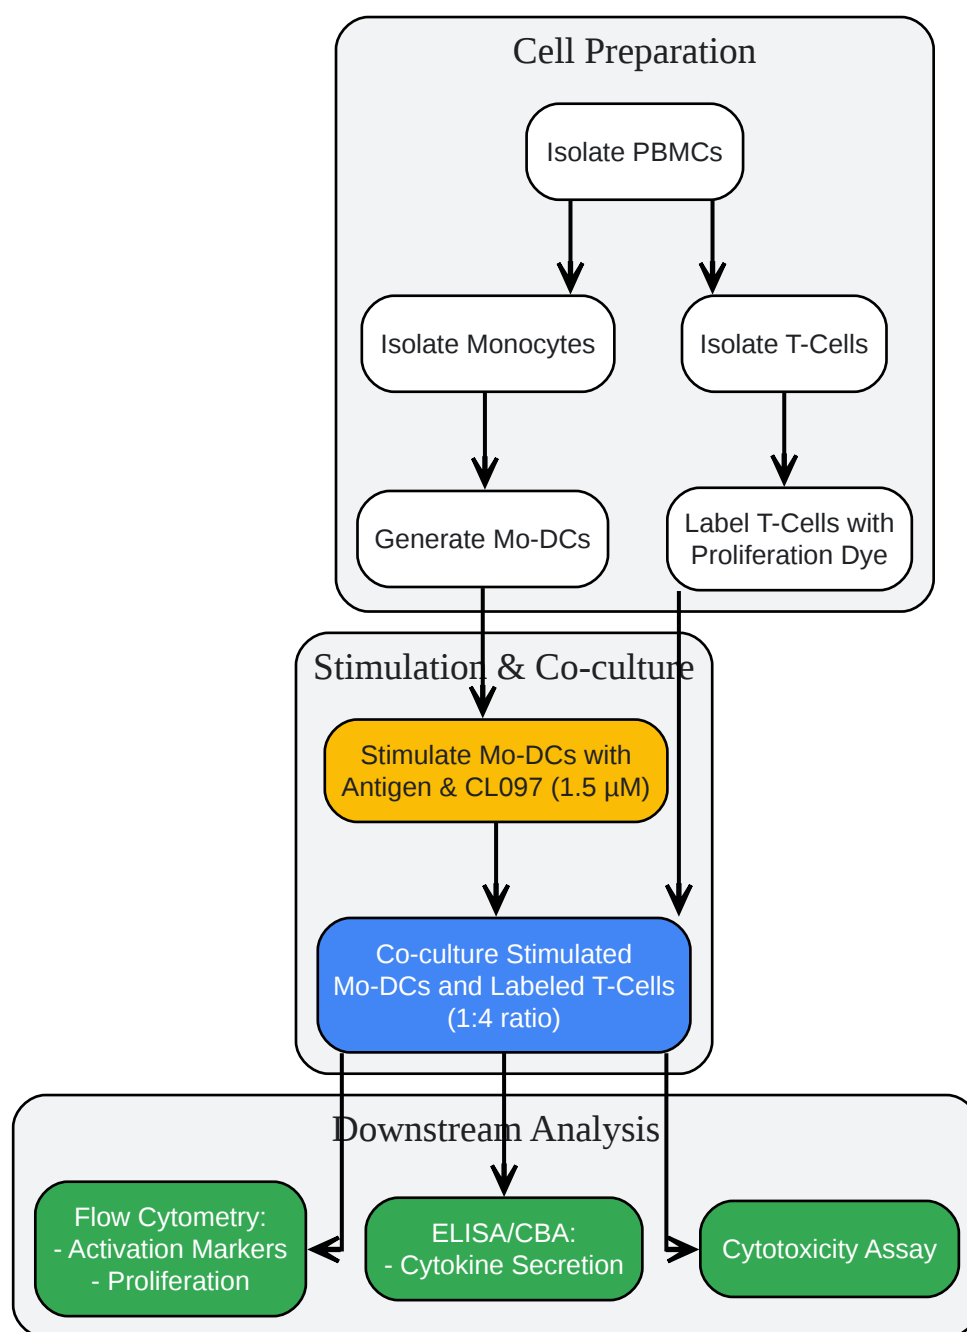 Cell Preparation
Isolate PBMCs
Isolate Monocytes
Isolate T-Cells
Generate Mo-DCs
Label T-Cells with
Proliferation Dye
Stimulation & Co-culture
Stimulate Mo-DCs with
Antigen & CL097 (1.5 µM)
Co-culture Stimulated
Mo-DCs and Labeled T-Cells
(1:4 ratio)
Downstream Analysis
Flow Cytometry:
- Activation Markers
- Proliferation
ELISA/CBA:
- Cytokine Secretion
Cytotoxicity Assay